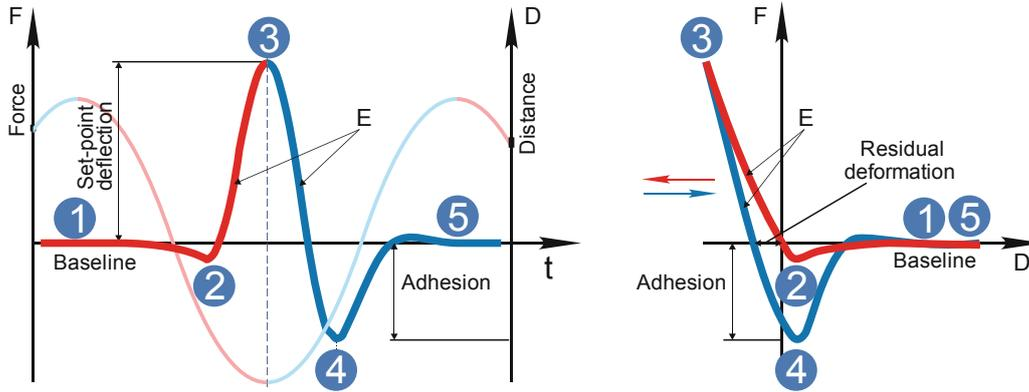 F
D
3
Force
Set-point
deflection
E
Distance
1
5
Baseline
2
Adhesion
t
4
F
3
E
Residual
deformation
1
5
Baseline
D
Adhesion
2
4